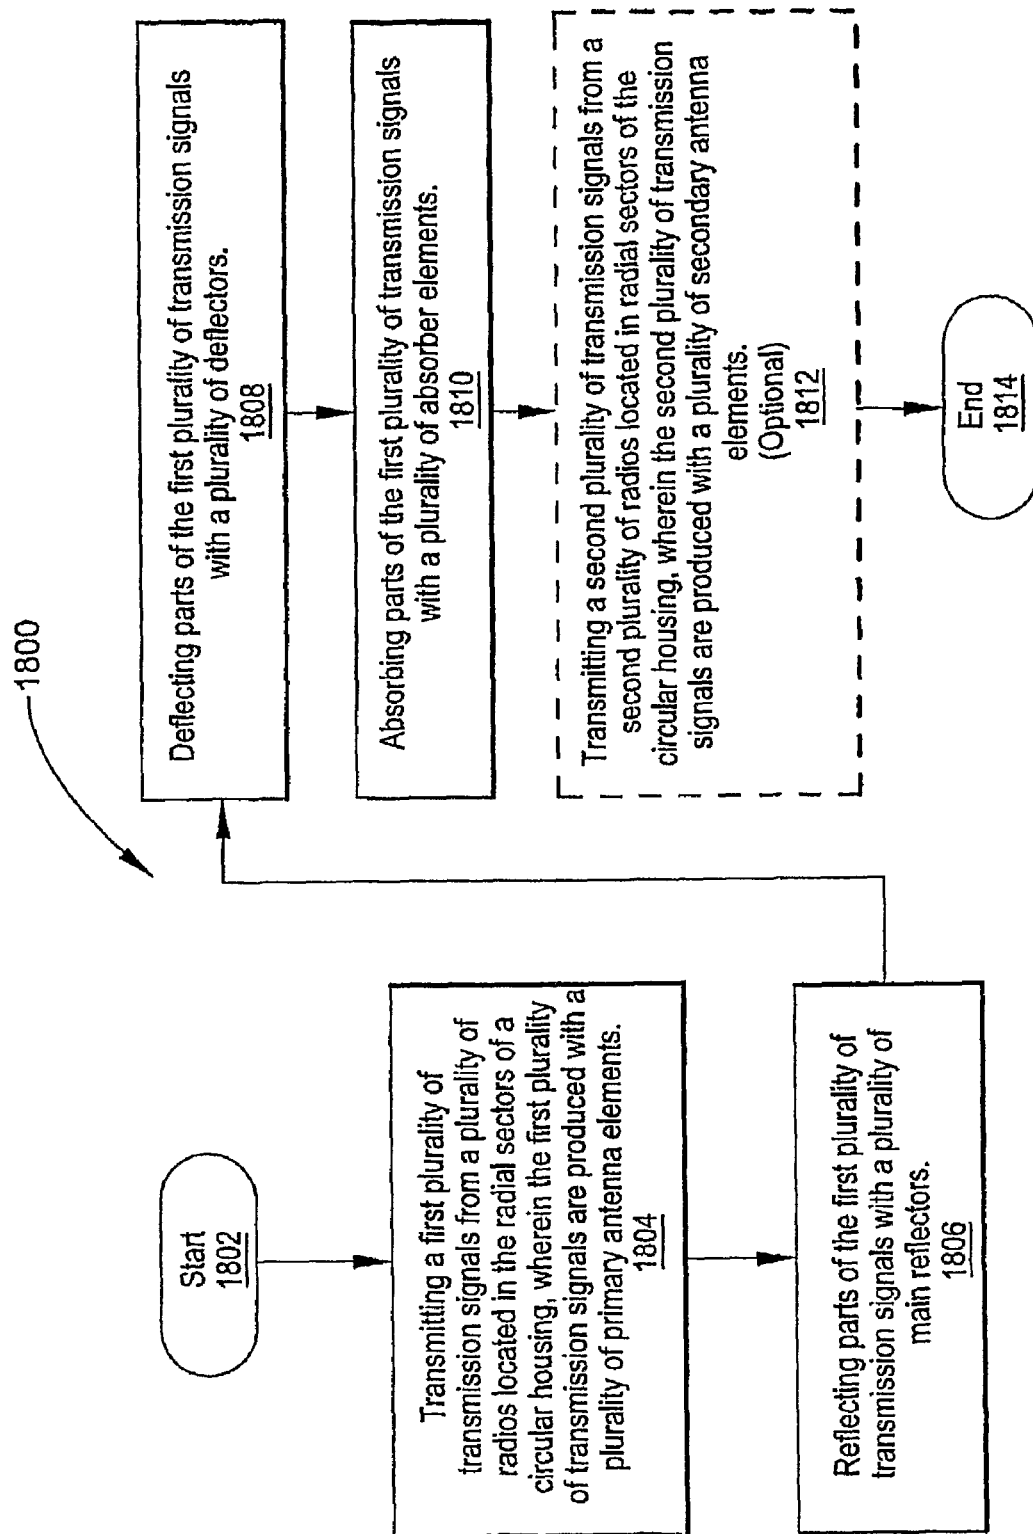 1800
Start
1802
Transmitting a first plurality of
transmission signals from a plurality of
radios located in the radial sectors of a
circular housing, wherein the first plurality
of transmission signals are produced with a
plurality of primary antenna elements.
1804
Reflecting parts of the first plurality of
transmission signals with a plurality of
main reflectors.
1806
Deflecting parts of the first plurality of transmission signals
with a plurality of deflectors.
1808
Absorbing parts of the first plurality of transmission signals
with a plurality of absorber elements.
1810
Transmitting a second plurality of transmission signals from a
second plurality of radios located in radial sectors of the
circular housing, wherein the second plurality of transmission
signals are produced with a plurality of secondary antenna
elements.
(Optional)
1812
End
1814